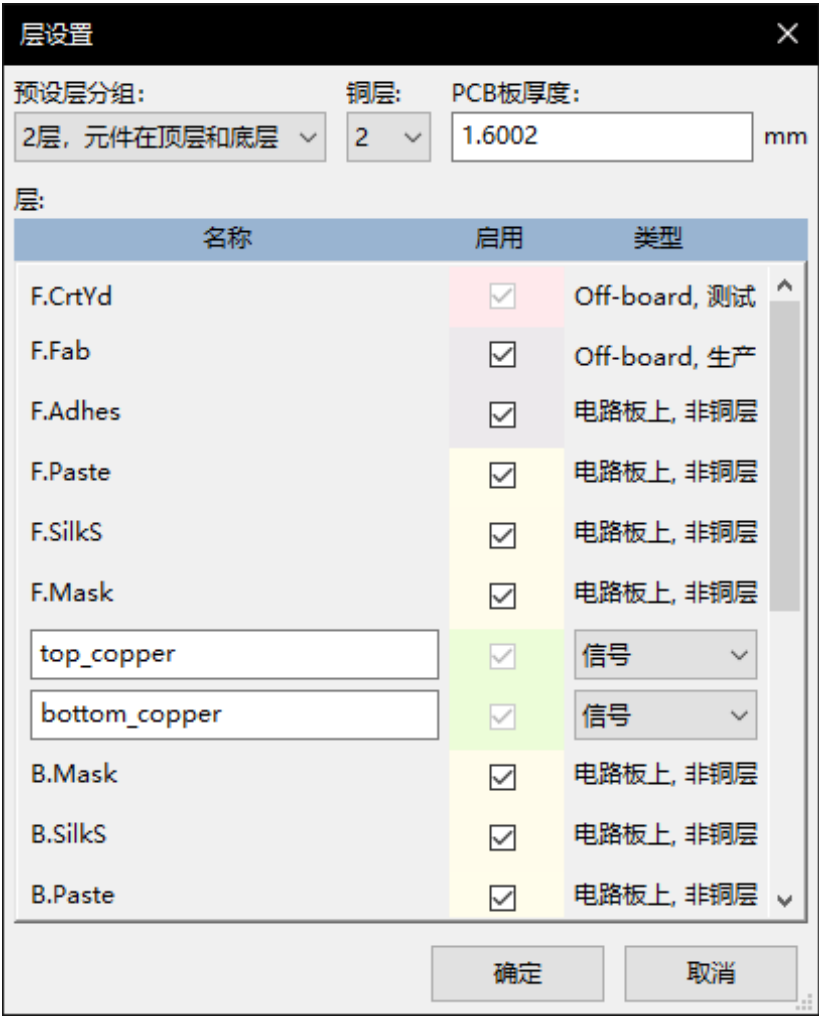 层设置
预设层分组: 铜层: PCB板厚度:
2层，元件在顶层和底层 2 1.6002 mm
层:
名称 启用 类型
F.CrtYd Off-board, 测试
F.Fab Off-board, 生产
F.Adhes 电路板上, 非铜层
F.Paste 电路板上, 非铜层
F.SilkS 电路板上, 非铜层
F.Mask 电路板上, 非铜层
top_copper 信号
bottom_copper 信号
B.Mask 电路板上, 非铜层
B.SilkS 电路板上, 非铜层
B.Paste 电路板上, 非铜层
确定 取消